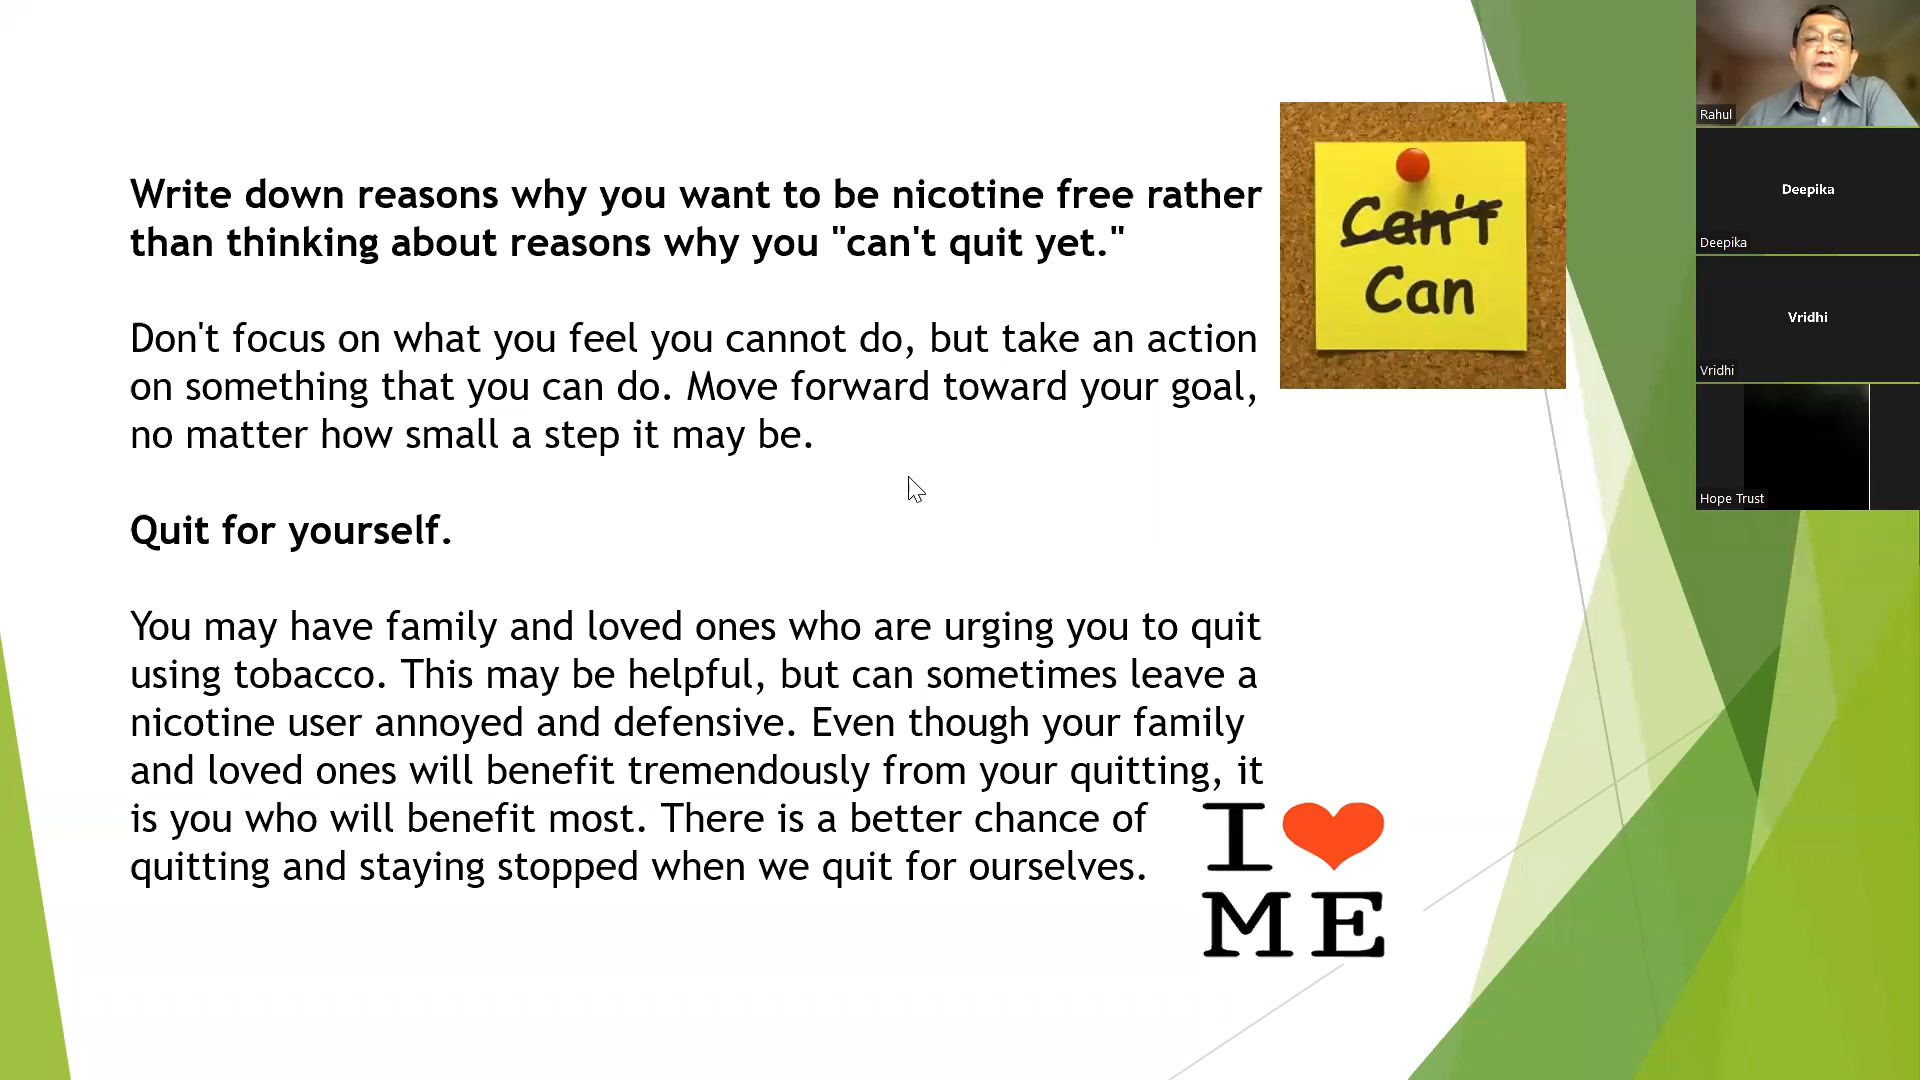 Write down reasons why you want to be nicotine free rather
than thinking about reasons why you "can't quit yet."
Don't focus on what you feel you cannot do, but take an action
on something that you can do. Move forward toward your goal,
no matter how small a step it may be.
Quit for yourself.
You may have family and loved ones who are urging you to quit
using tobacco. This may be helpful, but can sometimes leave a
nicotine user annoyed and defensive. Even though your family
and loved ones will benefit tremendously from your quitting, it
is you who will benefit most. There is a better chance of
quitting and staying stopped when we quit for ourselves.
Can't
Can
I
ME
Rahul
Deepika
Deepika
Vridhi
Vridhi
Hope Trust